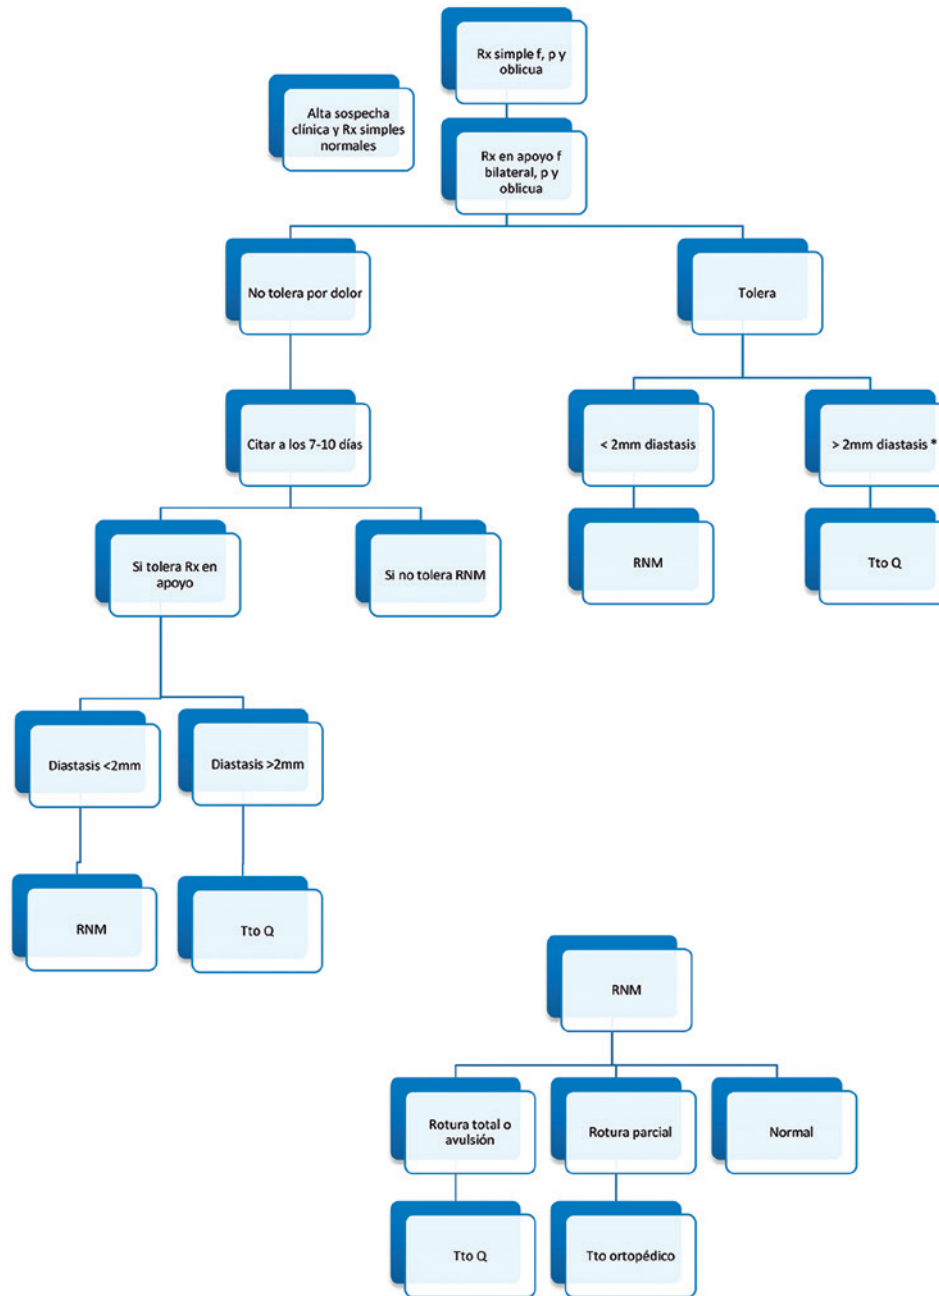 Rx simple f, p y
oblicua
Alta sospecha
clínica y Rx simples
normales
Rx en apoyo f
bilateral, p y
oblicua
No tolera por dolor
Tolera
Citar a los 7-10 días
< 2mm diastasis
> 2mm diastasis *
Si tolera Rx en
apoyo
Si no tolera RNM
RNM
Tto Q
Diastasis <2mm
Diastasis >2mm
RNM
Tto Q
RNM
Rotura total o
avulsión
Rotura parcial
Normal
Tto Q
Tto ortopédico